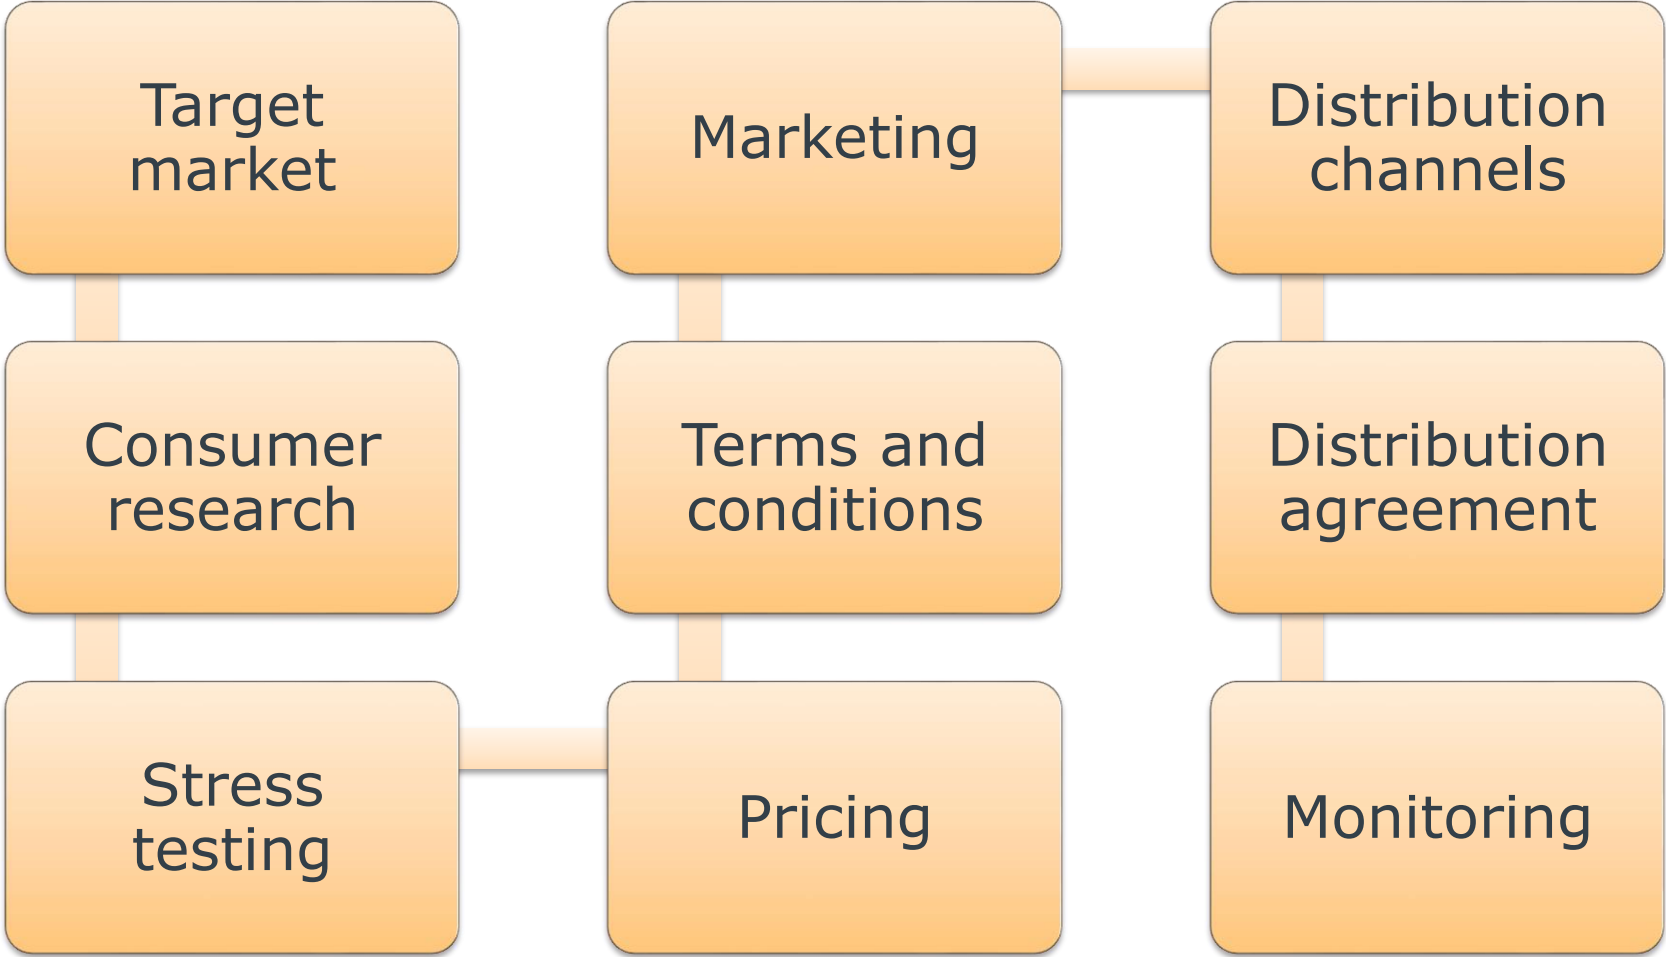 Target
market
Consumer
research
Stress
testing
Pricing
Terms and
conditions
Marketing
Distribution
channels
Distribution
agreement
Monitoring